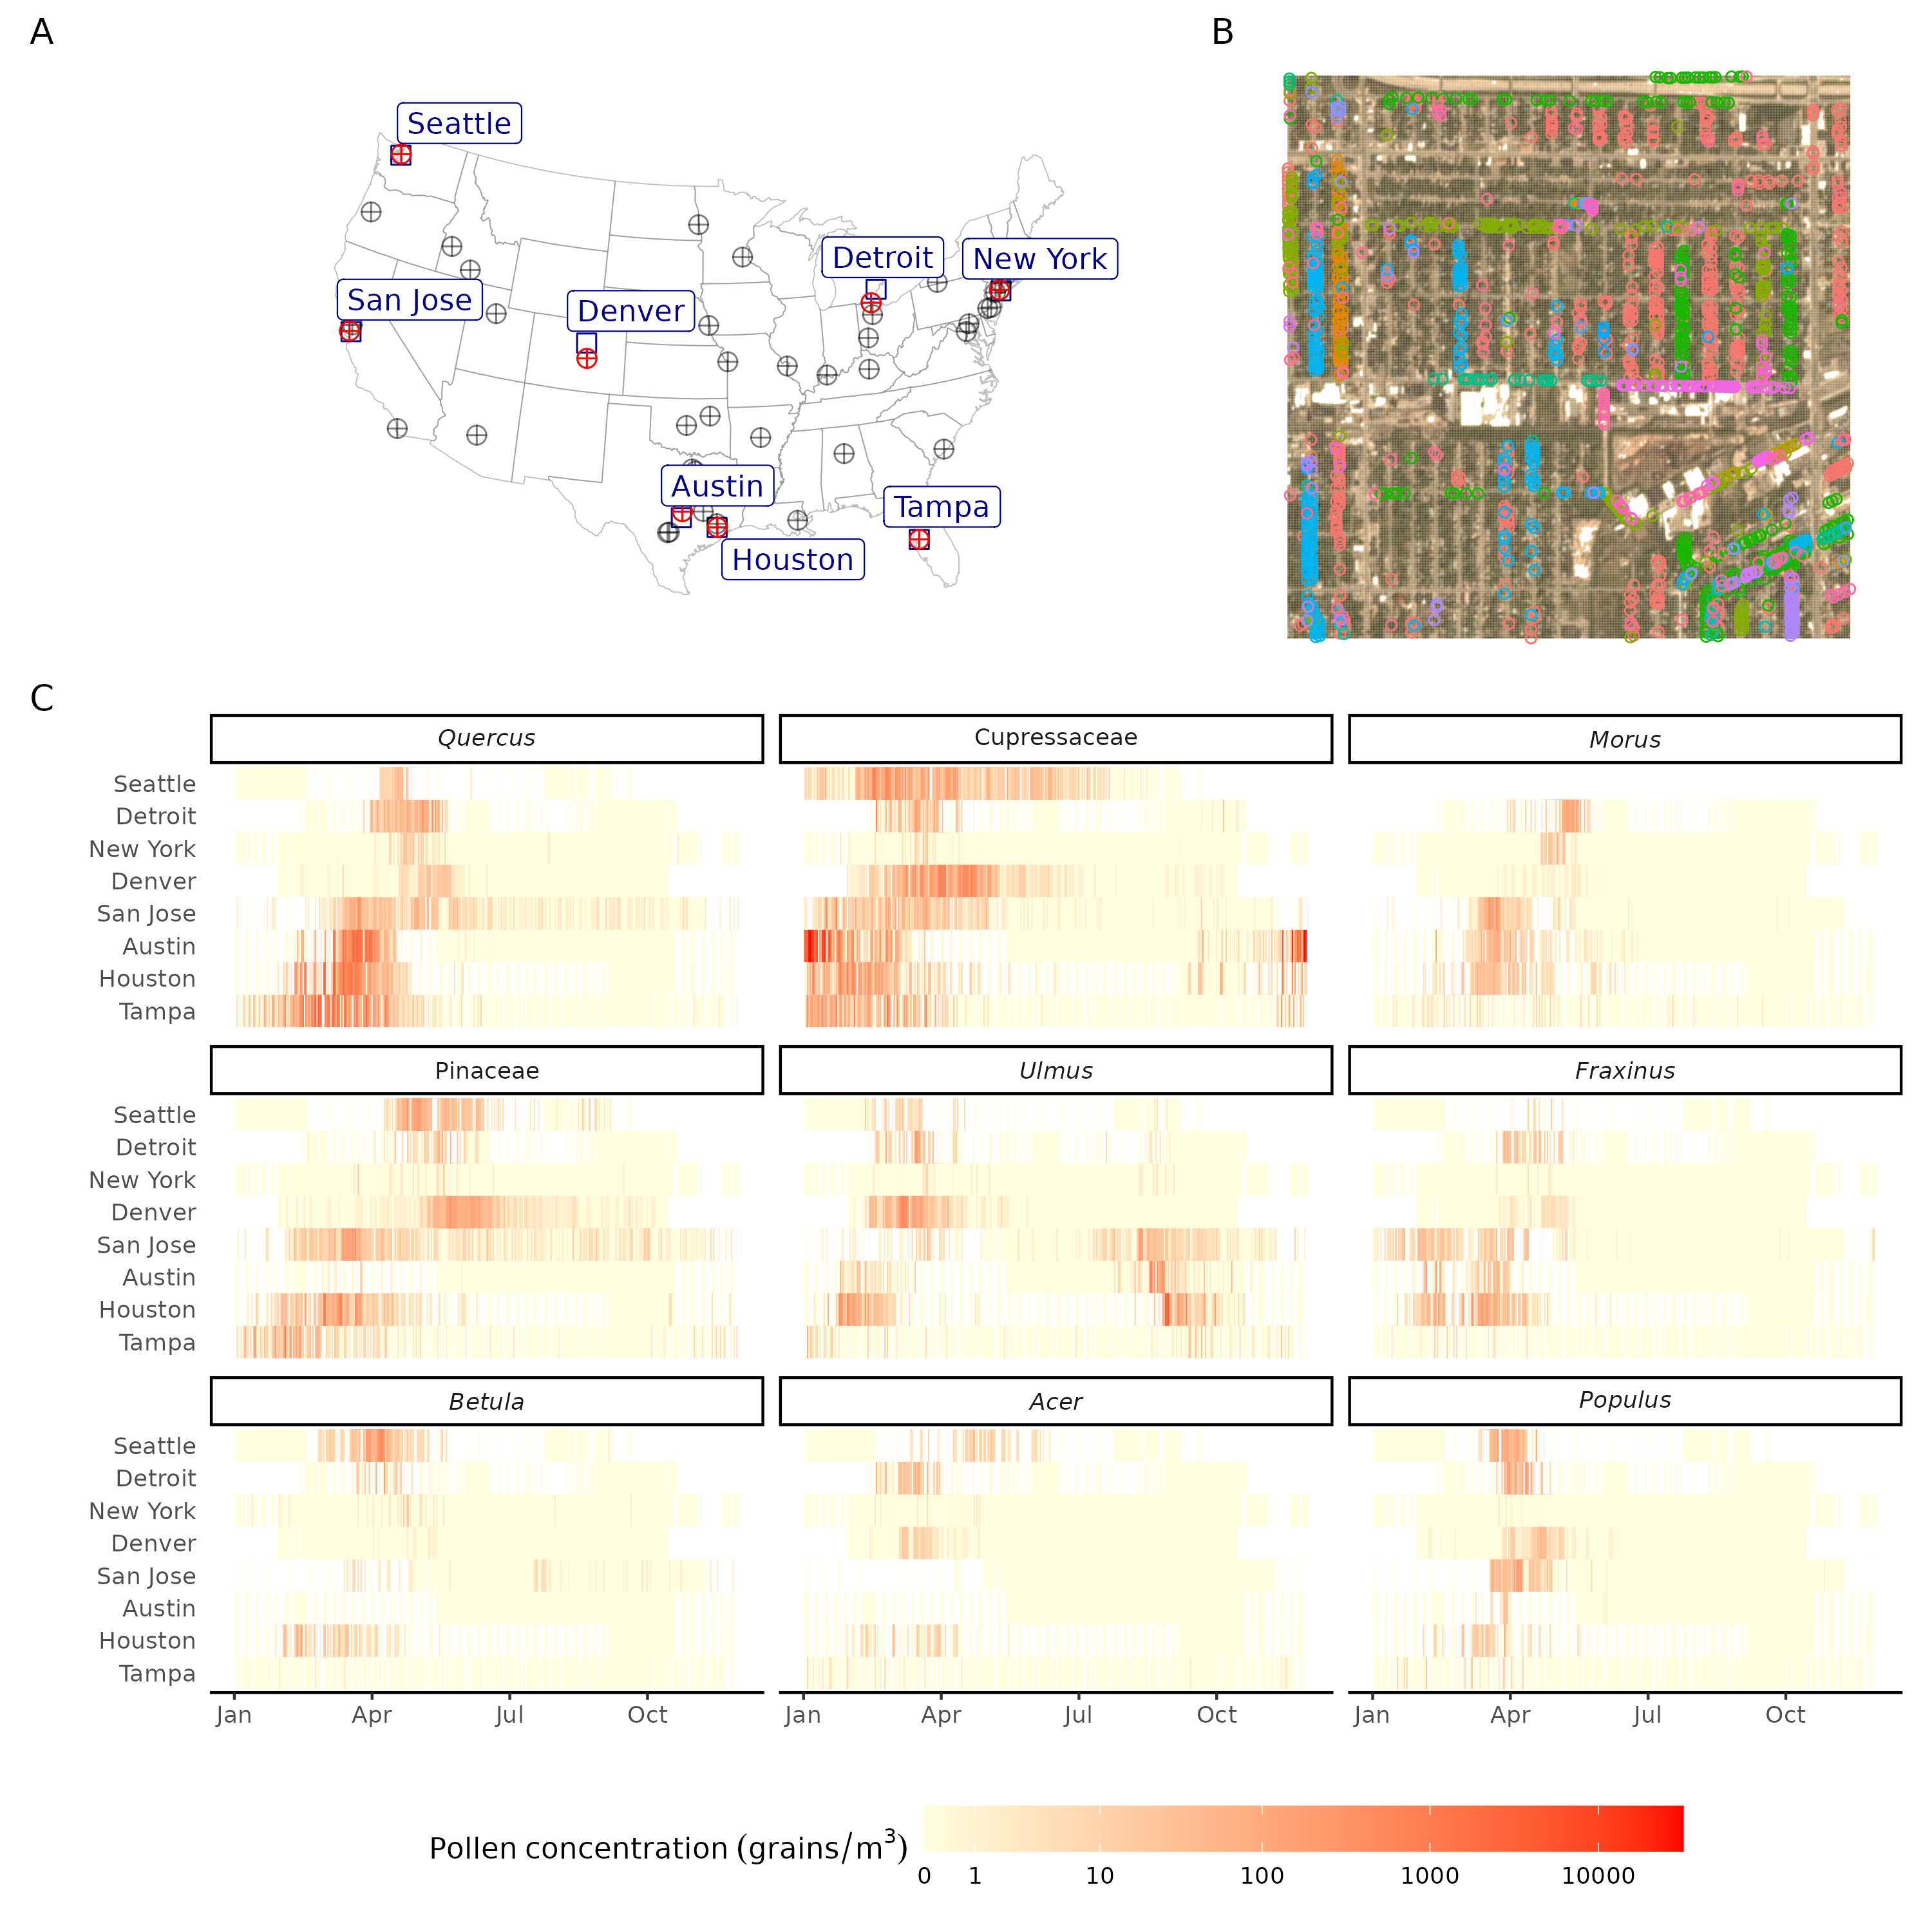 A
B
Seattle
Detroit
New York
San Jose
Denver
Austin
Tampa
Houston
C
Quercus
Cupressaceae
Morus
Seattle
Detroit
New York
Denver
San Jose
Austin
Houston
Tampa
Pinaceae
Ulmus
Fraxinus
Seattle
Detroit
New York
Denver
San Jose
Austin
Houston
Tampa
Betula
Acer
Populus
Seattle
Detroit
New York
Denver
San Jose
Austin
Houston
Tampa
Jan Apr Jul Oct
Jan Apr Jul Oct
Jan Apr Jul Oct
Pollen concentration (grains/m³)
0 1 10 100 1000 10000